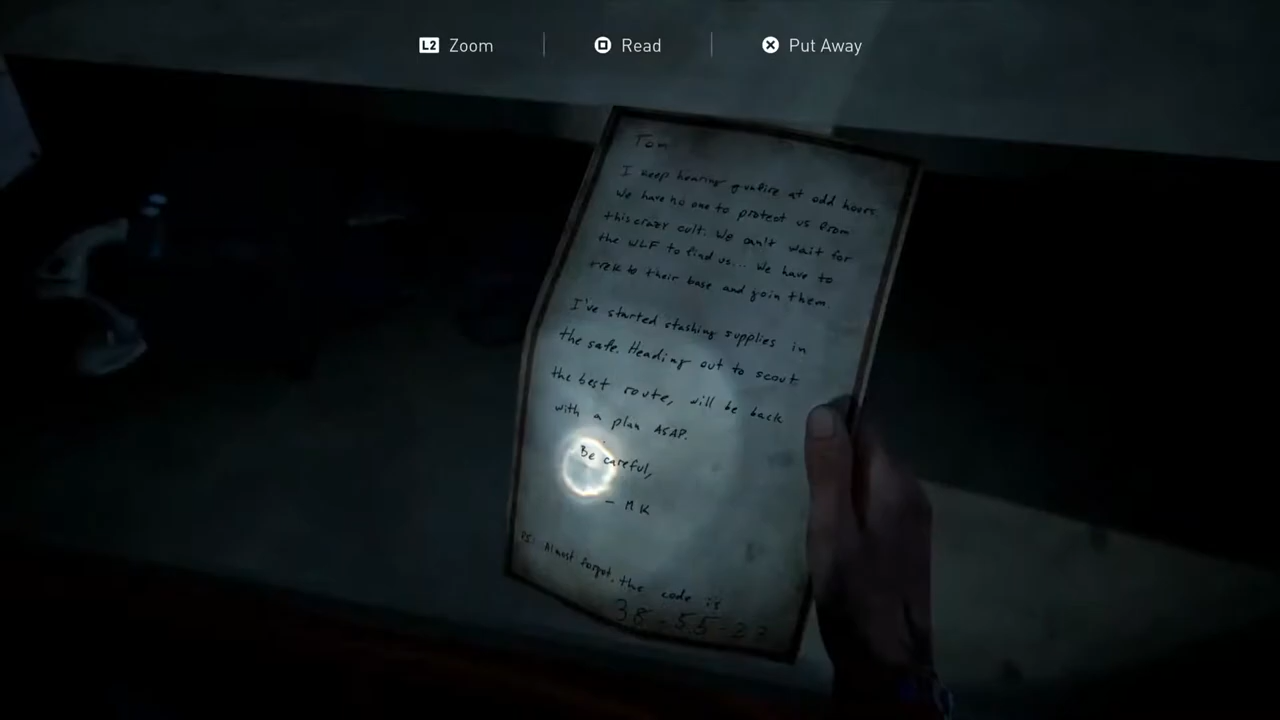 L2 Zoom
Read
Put Away
Tom
I keep hearing gunfire at odd hours.
We have no one to protect us from
this crazy cult. We can't wait for
the WLF to find us... We have to
trek to their base and join them.
I've started stashing supplies in
the safe. Heading out to scout
the best route, will be back
with a plan ASAP.
Be careful,
- MK
PS: Almost forgot, the code is
38-55-23